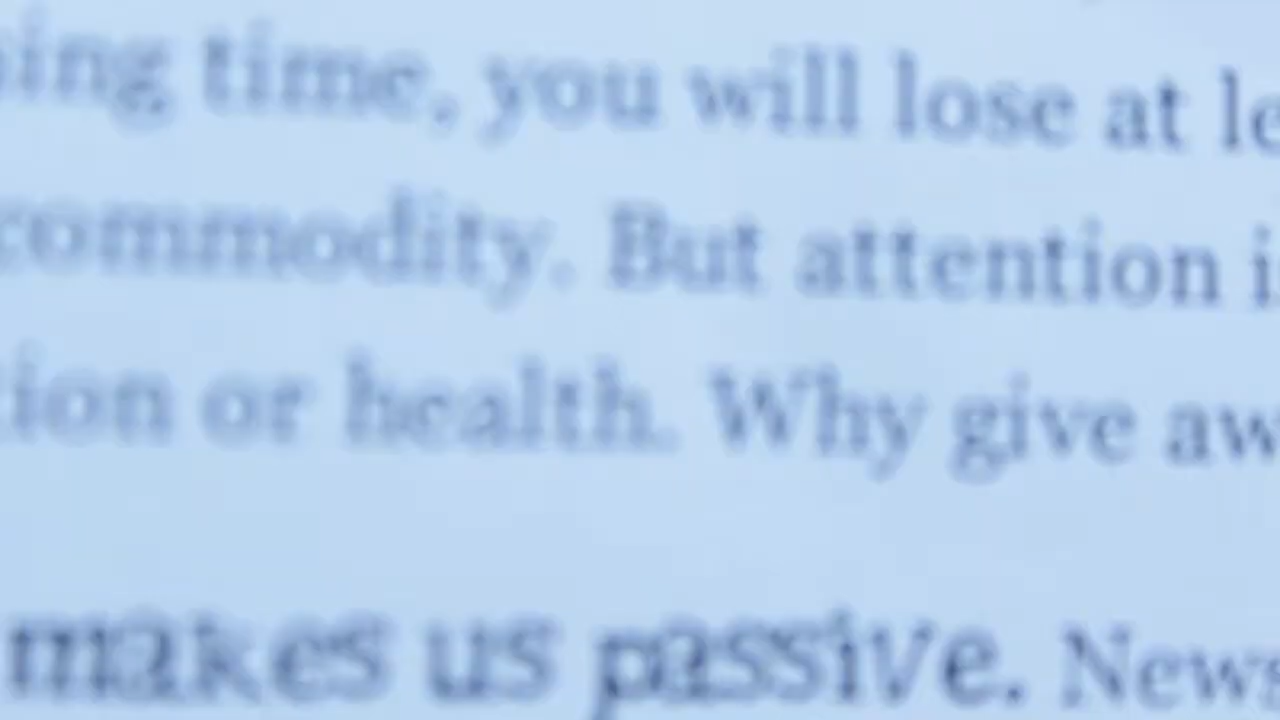 time, you will lose at
commodity. But attention
or health. Why give
makes us passive. News